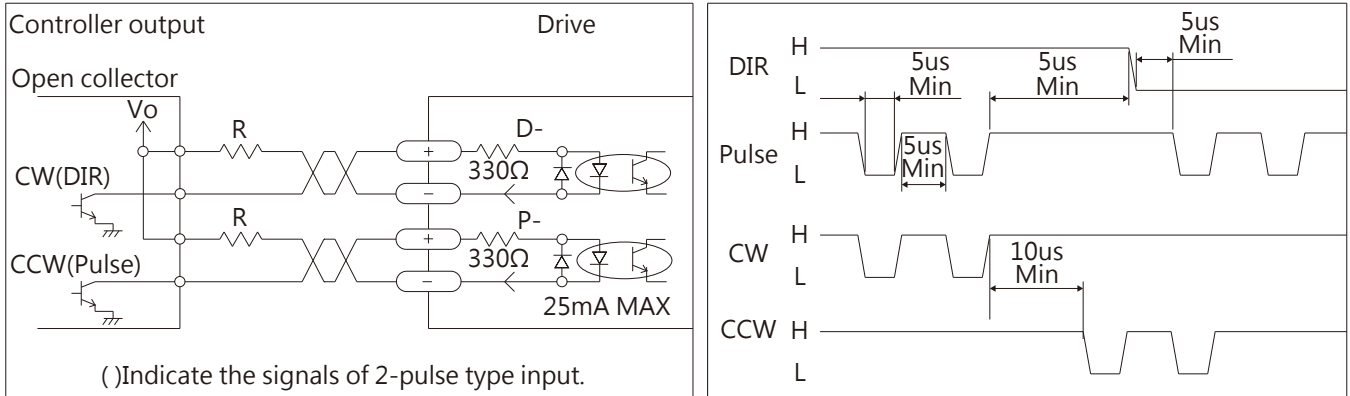 Controller output
Drive
Open collector
Vo
R
D-
330Ω
+
−
CW(DIR)
R
P-
330Ω
+
−
CCW(Pulse)
25mA MAX
( )Indicate the signals of 2-pulse type input.
5us
Min
DIR
H
L
5us
Min
5us
Min
Pulse
H
L
5us
Min
CW
H
L
10us
Min
CCW
H
L